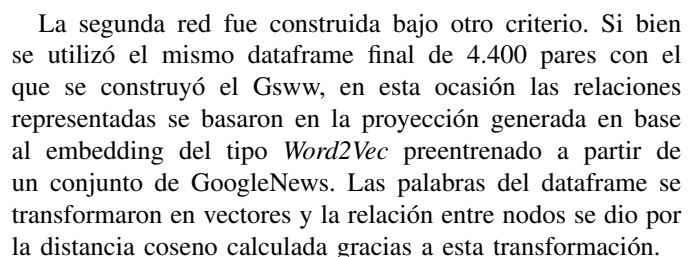 La segunda red fue construida bajo otro criterio. Si bien
se utilizó el mismo dataframe final de 4.400 pares con el
que se construyó el Gsww, en esta ocasión las relaciones
representadas se basaron en la proyección generada en base
al embedding del tipo Word2Vec preentrenado a partir de
un conjunto de GoogleNews. Las palabras del dataframe se
transformaron en vectores y la relación entre nodos se dio por
la distancia coseno calculada gracias a esta transformación.